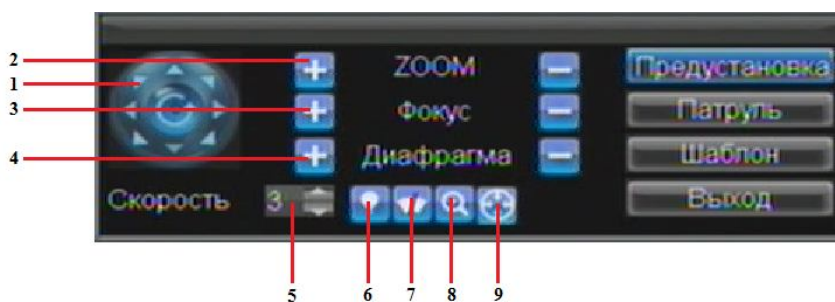 2
ZOOM
Предустановка
1
3
Фокус
Патруль
4
Диафрагма
Шаблон
Скорость
3
Выход
5
6
7
8
9